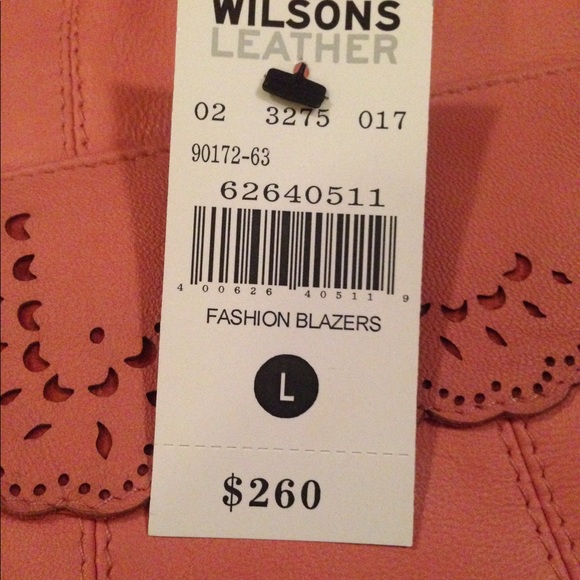 WILSONS
LEATHER
02 3275 017
90172-63
62640511
4 00626 40511 9
FASHION BLAZERS
L
$260